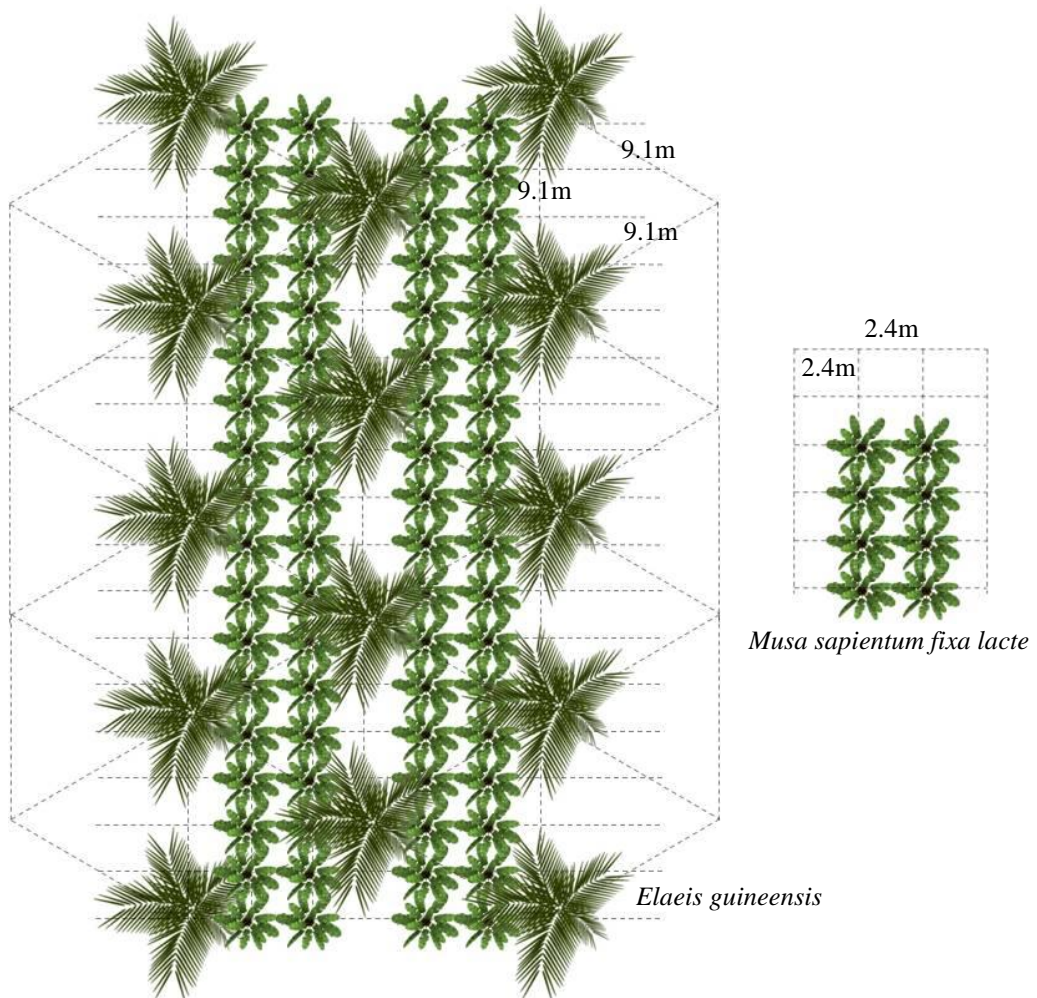 9.1m
9.1m
9.1m
2.4m
2.4m
Musa sapientum fixa lacte
Elaeis guineensis